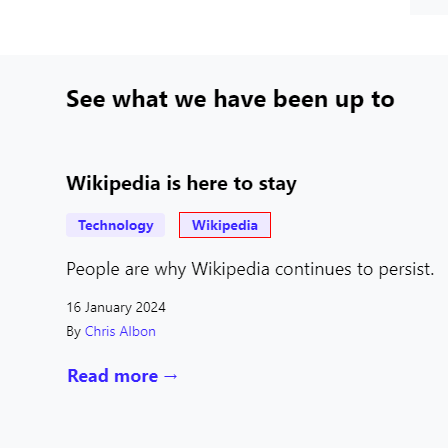 See what we have been up to
Wikipedia is here to stay
Technology Wikipedia
People are why Wikipedia continues to persist.
16 January 2024
By Chris Albon
Read more →